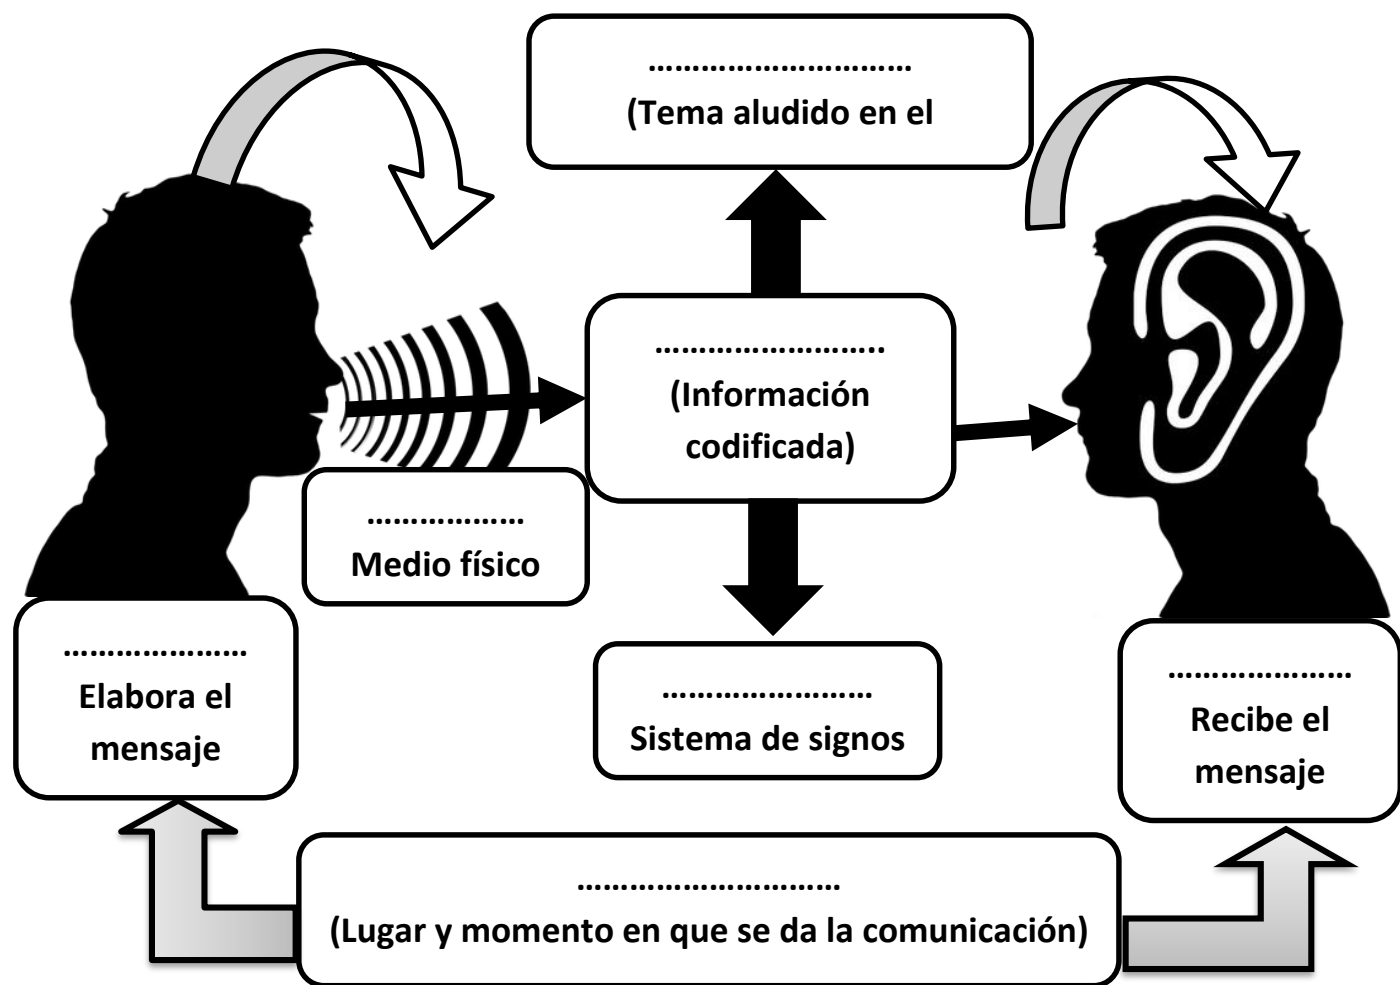 ..............................
(Tema aludido en el
..........................
(Información
codificada)
..................
Medio físico
.....................
Elabora el
mensaje
........................
Sistema de signos
.....................
Recibe el
mensaje
..............................
(Lugar y momento en que se da la comunicación)